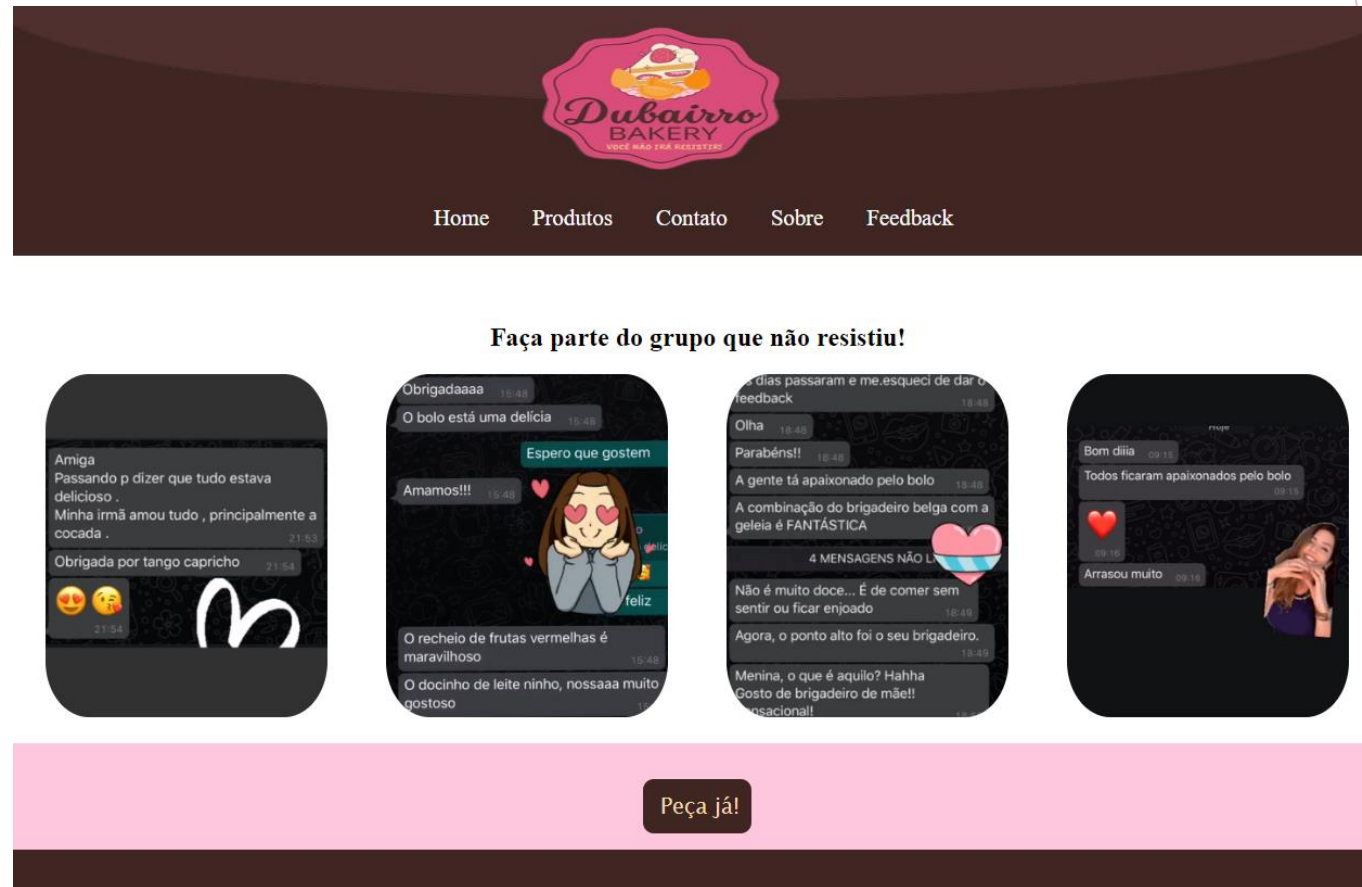 Dubairro
BAKERY
VOCÊ NÃO IRÁ RESISTIR!
Home Produtos Contato Sobre Feedback
Faça parte do grupo que não resistiu!
Amiga
Passando p dizer que tudo estava
delicioso .
Minha irmã amou tudo , principalmente a
cocada . 21:53
Obrigada por tango capricho 21:54
21:54
Obrigadaaaa 15:48
O bolo está uma delícia 15:48
Espero que gostem
Amamos!!! 15:48
feliz
O recheio de frutas vermelhas é
maravilhoso 15:48
O docinho de leite ninho, nossaaa muito
gostoso
dias passaram e me.esqueci de dar o
feedback 18:48
Olha 18:48
Parabéns!! 18:48
A gente tá apaixonado pelo bolo 18:48
A combinação do brigadeiro belga com a
geleia é FANTÁSTICA
4 MENSAGENS NÃO
Não é muito doce... É de comer sem
sentir ou ficar enjoado 18:49
Agora, o ponto alto foi o seu brigadeiro.
18:49
Menina, o que é aquilo? Hahha
Gosto de brigadeiro de mãe!!
Hoje
Bom diiia 09:15
Todos ficaram apaixonados pelo bolo
09:15
09:16
Arrasou muito 09:16
Peça já!